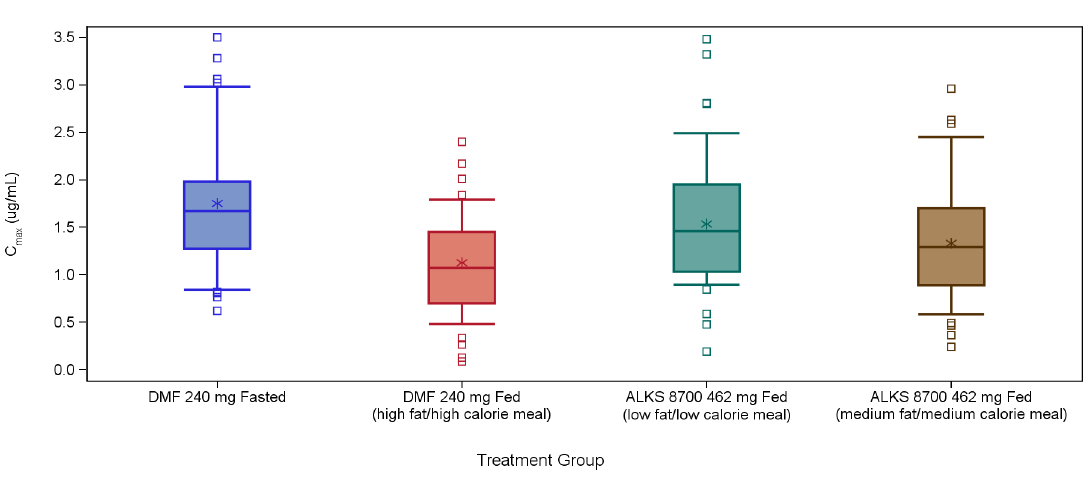 3.5
3.0
2.5
2.0
1.5
1.0
0.5
0.0
Cmax (ug/mL)
DMF 240 mg Fasted
DMF 240 mg Fed
(high fat/high calorie meal)
ALKS 8700 462 mg Fed
(low fat/low calorie meal)
ALKS 8700 462 mg Fed
(medium fat/medium calorie meal)
Treatment Group